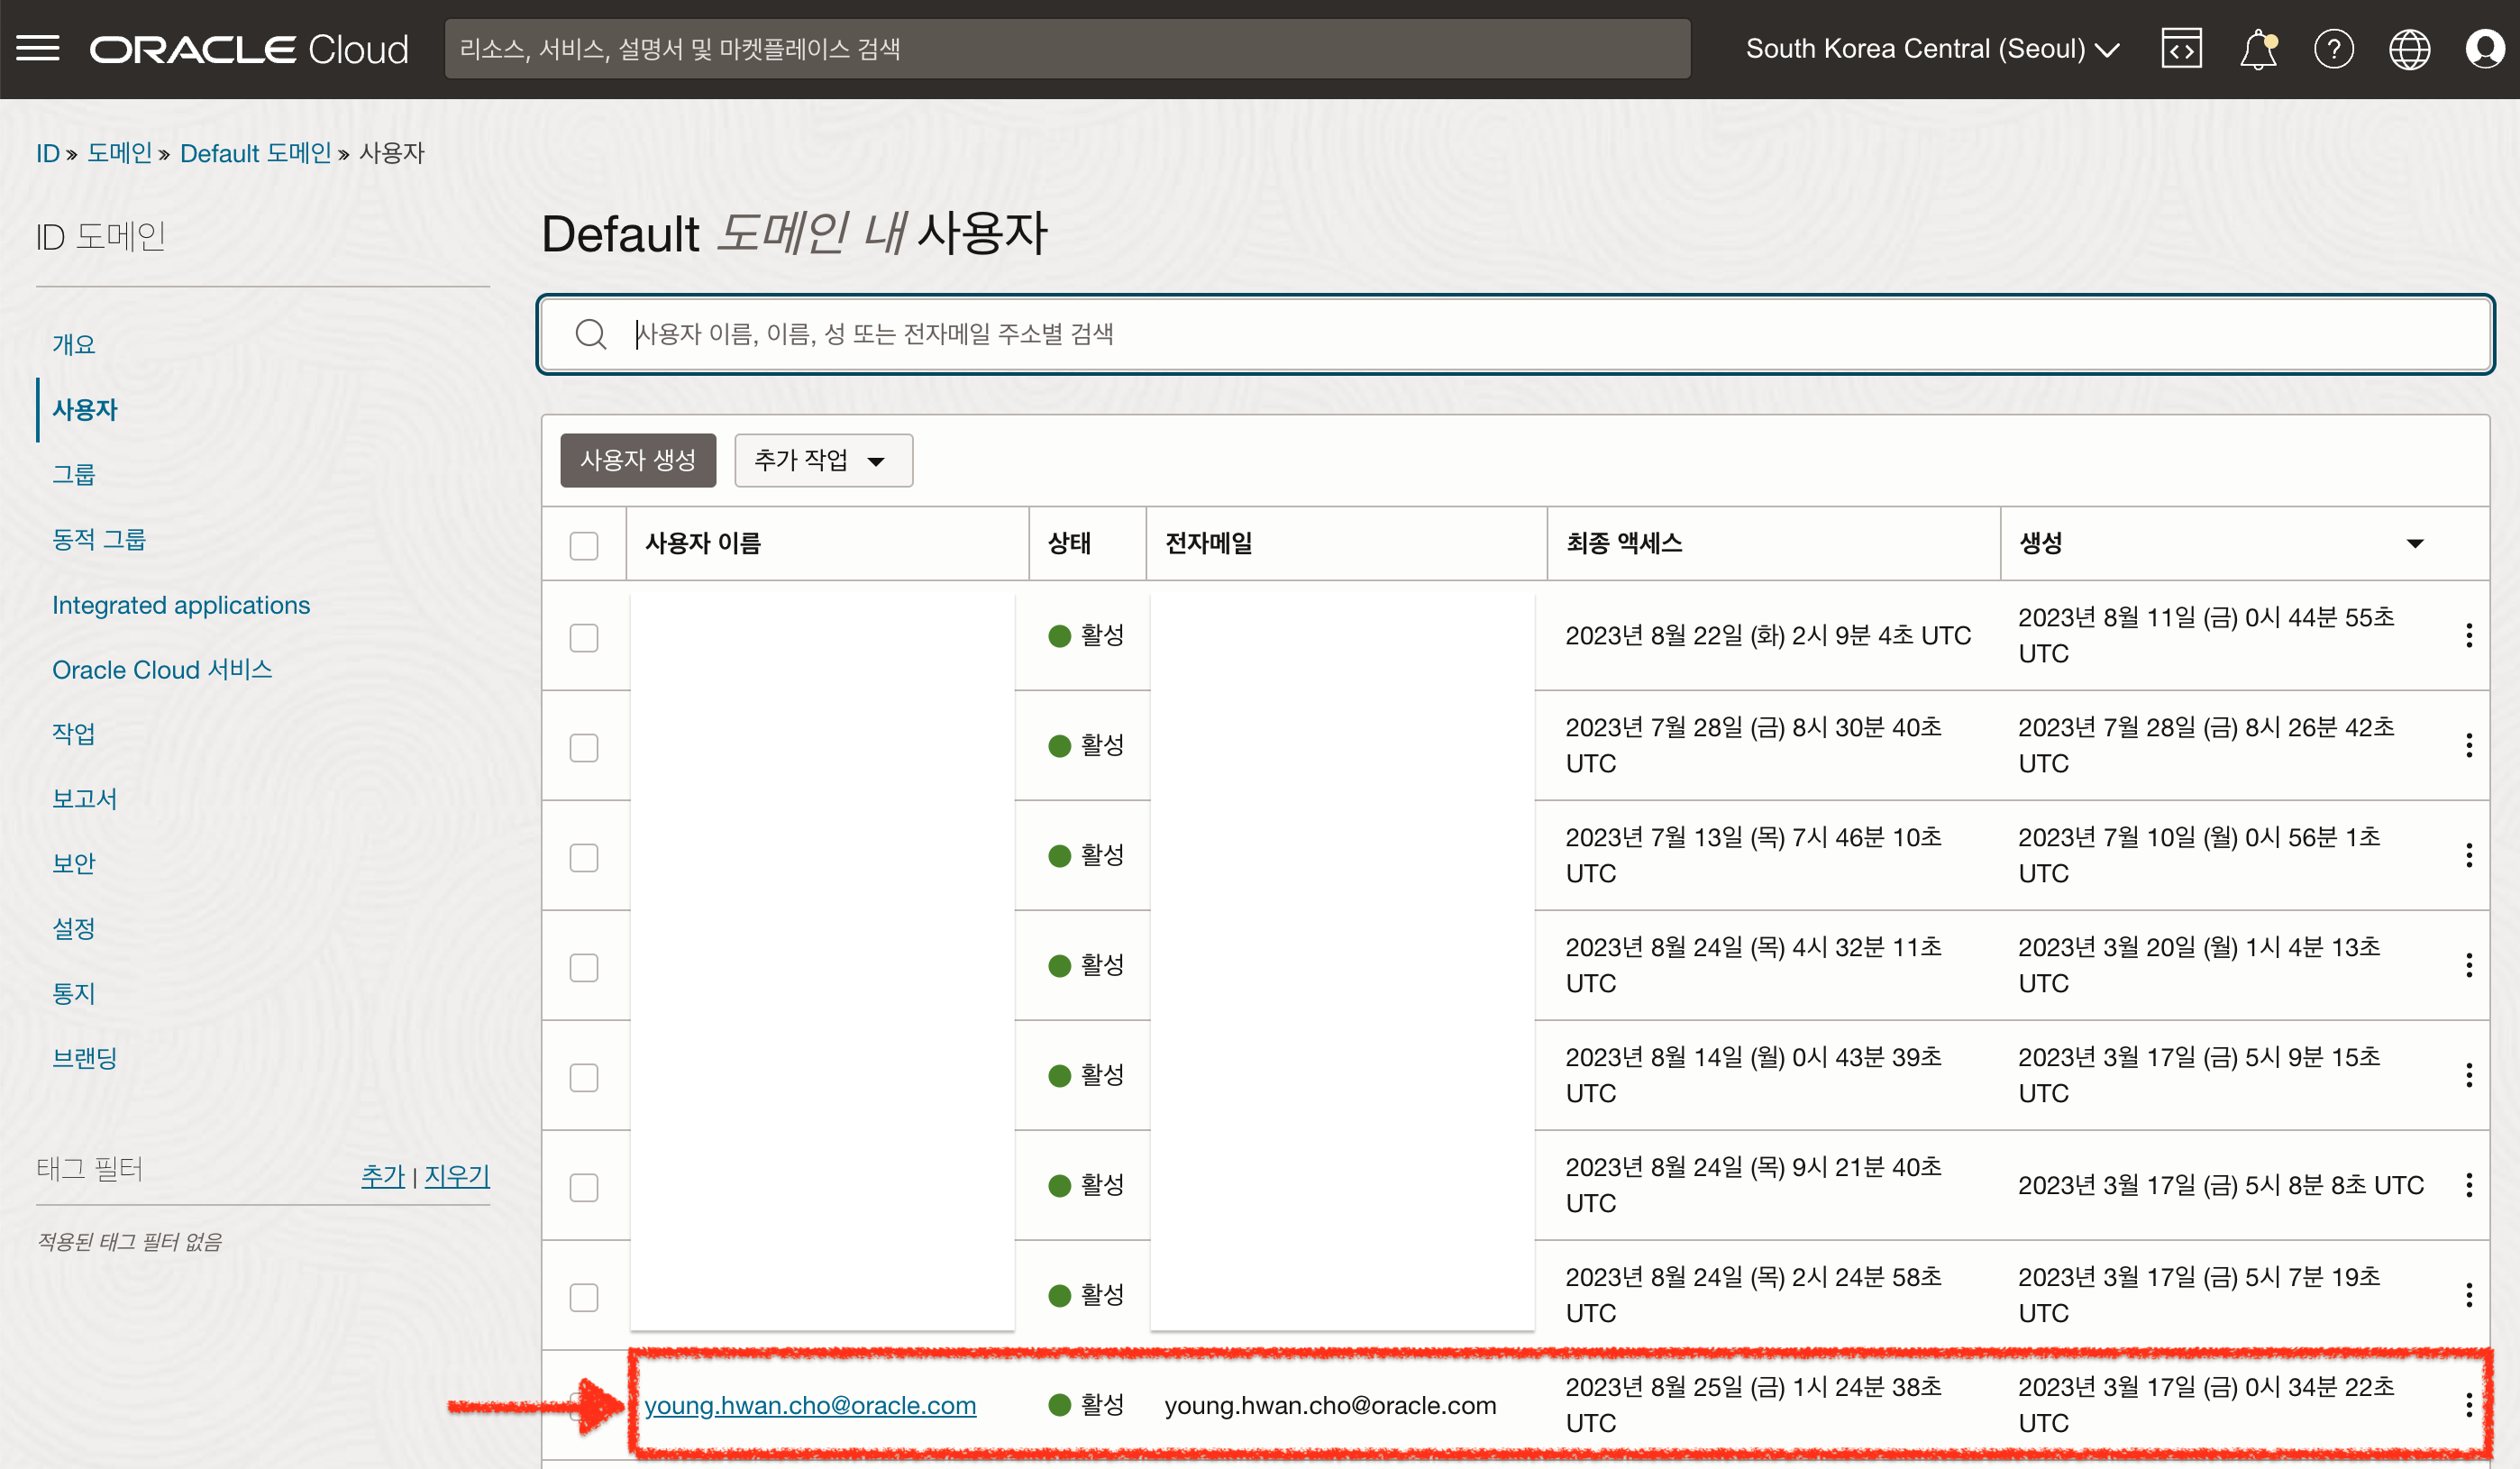 ORACLE Cloud
리소스, 서비스, 설명서 및 마켓플레이스 검색
South Korea Central (Seoul)
ID » 도메인 » Default 도메인 » 사용자
ID 도메인
개요
사용자
그룹
동적 그룹
Integrated applications
Oracle Cloud 서비스
작업
보고서
보안
설정
통지
브랜딩
태그 필터
추가 | 지우기
적용된 태그 필터 없음
Default 도메인 내 사용자
사용자 이름, 이름, 성 또는 전자메일 주소별 검색
사용자 생성 추가 작업
사용자 이름 상태 전자메일 최종 액세스 생성
활성 2023년 8월 22일 (화) 2시 9분 4초 UTC 2023년 8월 11일 (금) 0시 44분 55초
UTC
활성 2023년 7월 28일 (금) 8시 30분 40초 2023년 7월 28일 (금) 8시 26분 42초
UTC UTC
활성 2023년 7월 13일 (목) 7시 46분 10초 2023년 7월 10일 (월) 0시 56분 1초
UTC UTC
활성 2023년 8월 24일 (목) 4시 32분 11초 2023년 3월 20일 (월) 1시 4분 13초
UTC UTC
활성 2023년 8월 14일 (월) 0시 43분 39초 2023년 3월 17일 (금) 5시 9분 15초
UTC UTC
활성 2023년 8월 24일 (목) 9시 21분 40초 2023년 3월 17일 (금) 5시 8분 8초 UTC
UTC
활성 2023년 8월 24일 (목) 2시 24분 58초 2023년 3월 17일 (금) 5시 7분 19초
UTC UTC
young.hwan.cho@oracle.com 활성 young.hwan.cho@oracle.com 2023년 8월 25일 (금) 1시 24분 38초 2023년 3월 17일 (금) 0시 34분 22초
UTC UTC